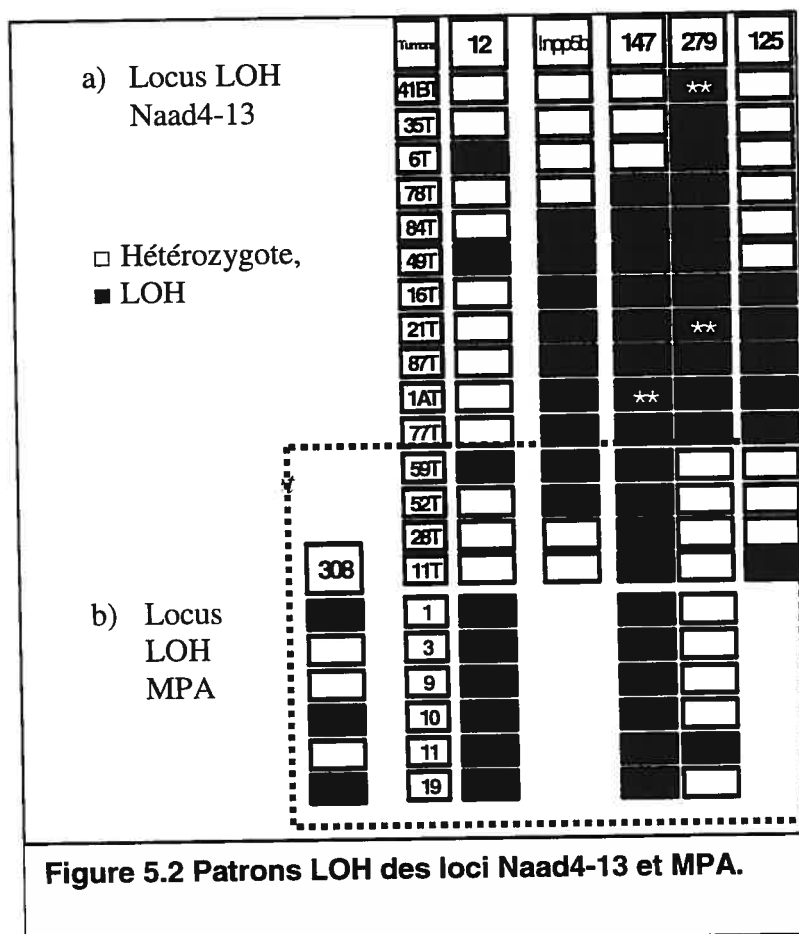 Tumors 12 Inpp5b 147 279 125
a) Locus LOH
Naad4-13
41BT **
35T
6T
78T
84T
□ Hétérozygote,
49T
■ LOH
16T
21T **
87T
1AT **
77T
59T
52T
28T
308 11T
b) Locus
LOH
MPA
1
3
9
10
11
19
Figure 5.2 Patrons LOH des loci Naad4-13 et MPA.